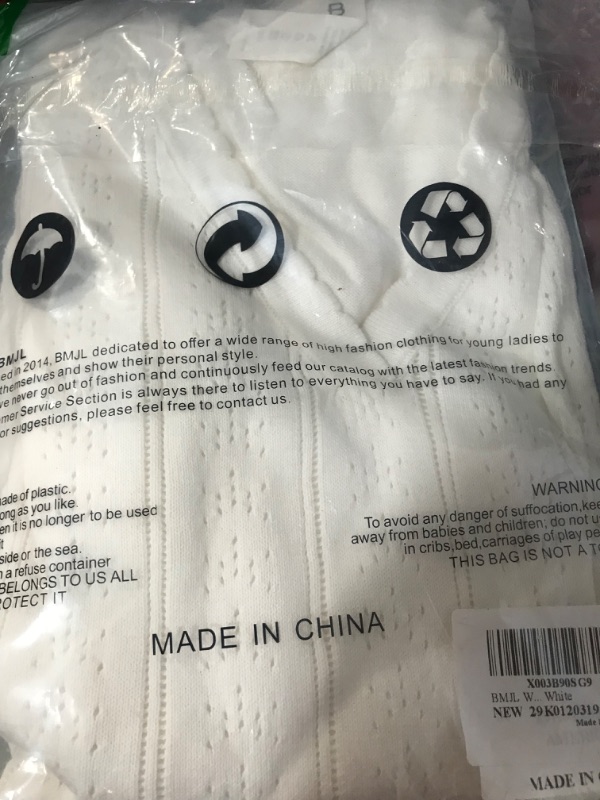 B
BMJL
ed in 2014, BMJL dedicated to offer a wide range of high fashion clothing for young ladies to
themselves and show their personal style.
ve never go out of fashion and continuously feed our catalog with the latest fashion trends.
mer Service Section is always there to listen to everything you have to say. If you had any
or suggestions, please feel free to contact us.
ade of plastic.
ong as you like.
en it is no longer to be used
it
side or the sea.
n a refuse container
BELONGS TO US ALL
OTECT IT
WARNING
To avoid any danger of suffocation,kee
away from babies and children; do not u
in cribs,bed,carriages of play pe
THIS BAG IS NOT A TO
MADE IN CHINA
X003B90SG9
BMJL W... White
NEW 29K0120319
Made
MADE IN